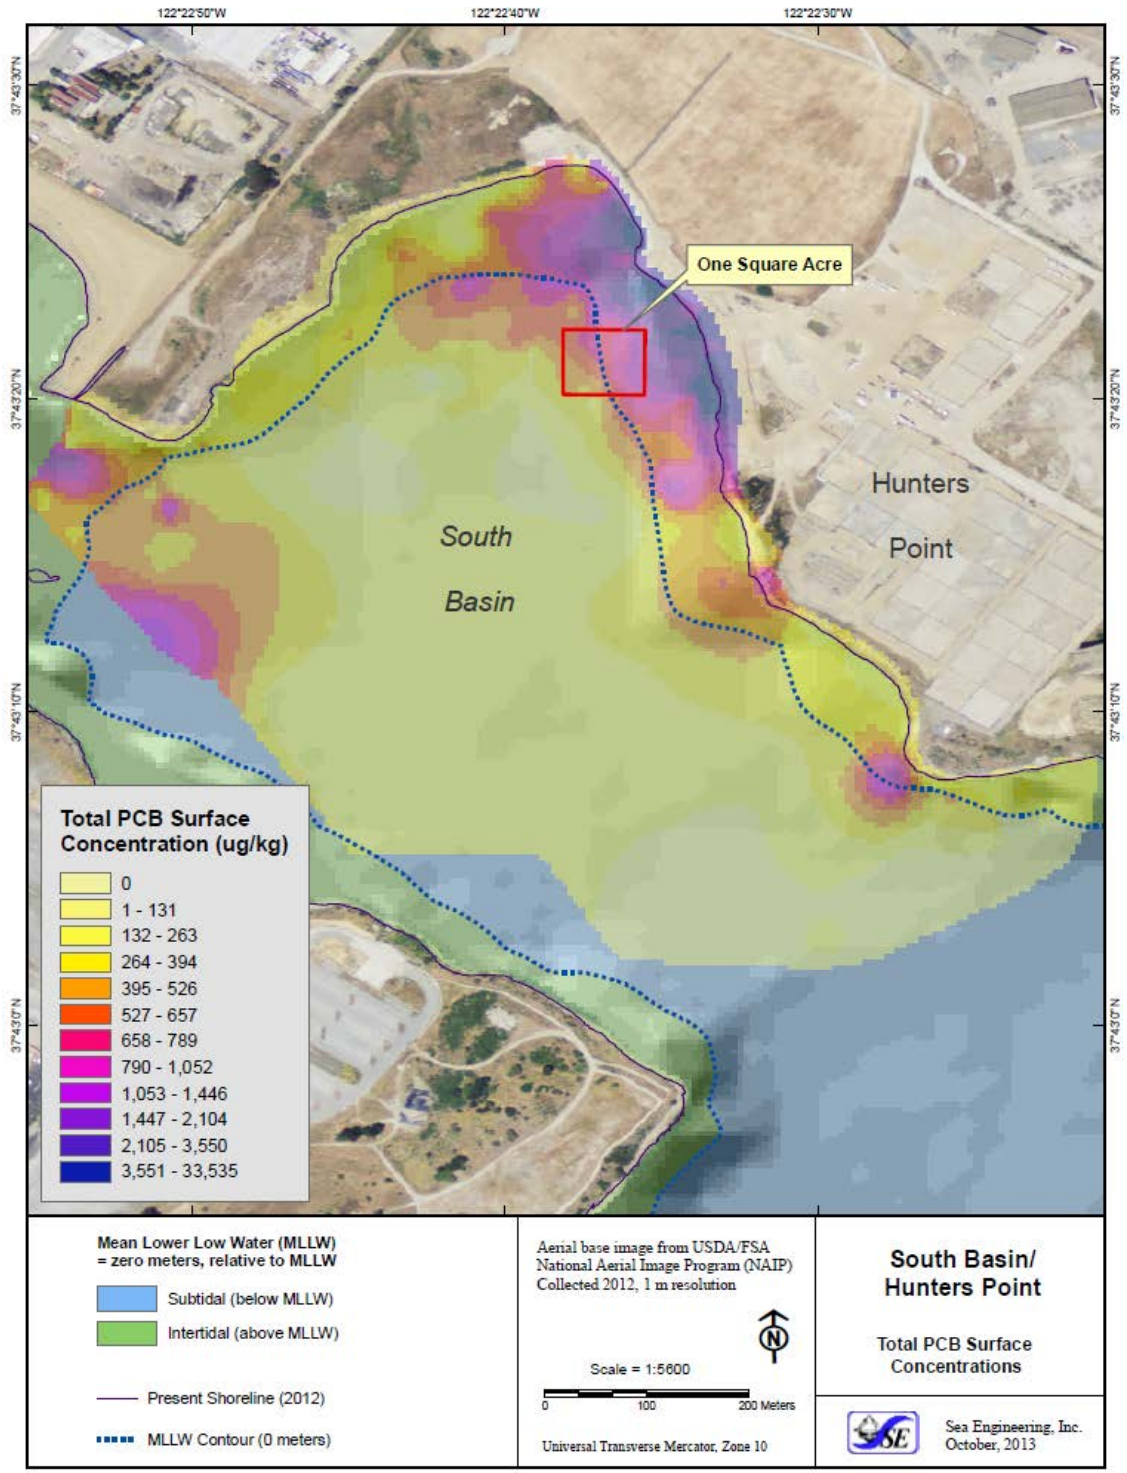 122°22'50"W
122°22'40"W
122°22'30"W
37°43'30"N
37°43'30"N
One Square Acre
37°43'20"N
37°43'20"N
Hunters
Point
South
Basin
37°43'10"N
37°43'10"N
Total PCB Surface
Concentration (ug/kg)
0
1 - 131
132 - 263
264 - 394
395 - 526
527 - 657
658 - 789
790 - 1,052
1,053 - 1,446
1,447 - 2,104
2,105 - 3,550
3,551 - 33,535
37°43'0"N
37°43'0"N
Mean Lower Low Water (MLLW)
= zero meters, relative to MLLW
Subtidal (below MLLW)
Intertidal (above MLLW)
Present Shoreline (2012)
MLLW Contour (0 meters)
Aerial base image from USDA/FSA
National Aerial Image Program (NAIP)
Collected 2012, 1 m resolution
N
Scale = 1:5600
0 100 200 Meters
Universal Transverse Mercator, Zone 10
South Basin/
Hunters Point
Total PCB Surface
Concentrations
SE
Sea Engineering, Inc.
October, 2013